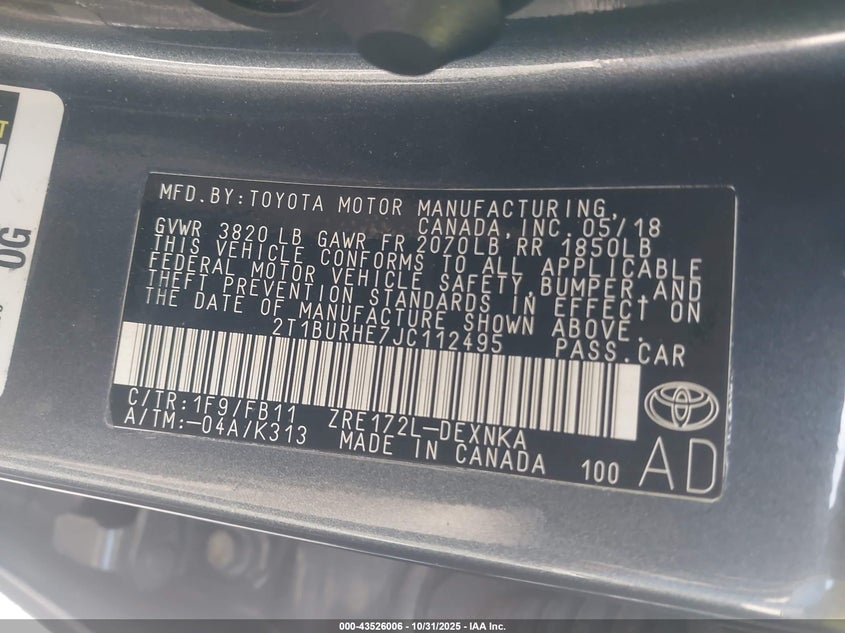 T
OG
MFD.BY:TOYOTA MOTOR MANUFACTURING,
CANADA, INC. 05/18
GVWR 3820 LB GAWR FR 2070LB, RR 1850LB
THIS VEHICLE CONFORMS TO ALL APPLICABLE
FEDERAL MOTOR VEHICLE SAFETY, BUMPER, AND
THEFT PREVENTION STANDARDS IN EFFECT ON
THE DATE OF MANUFACTURE SHOWN ABOVE.
2T1BURHE7JC112495 PASS.CAR
C/TR:1F9/FB11 ZRE172L-DEXNKA
A/TM:-04A/K313 MADE IN CANADA 100 AD
000-43526006 - 10/31/2025 - IAA Inc.